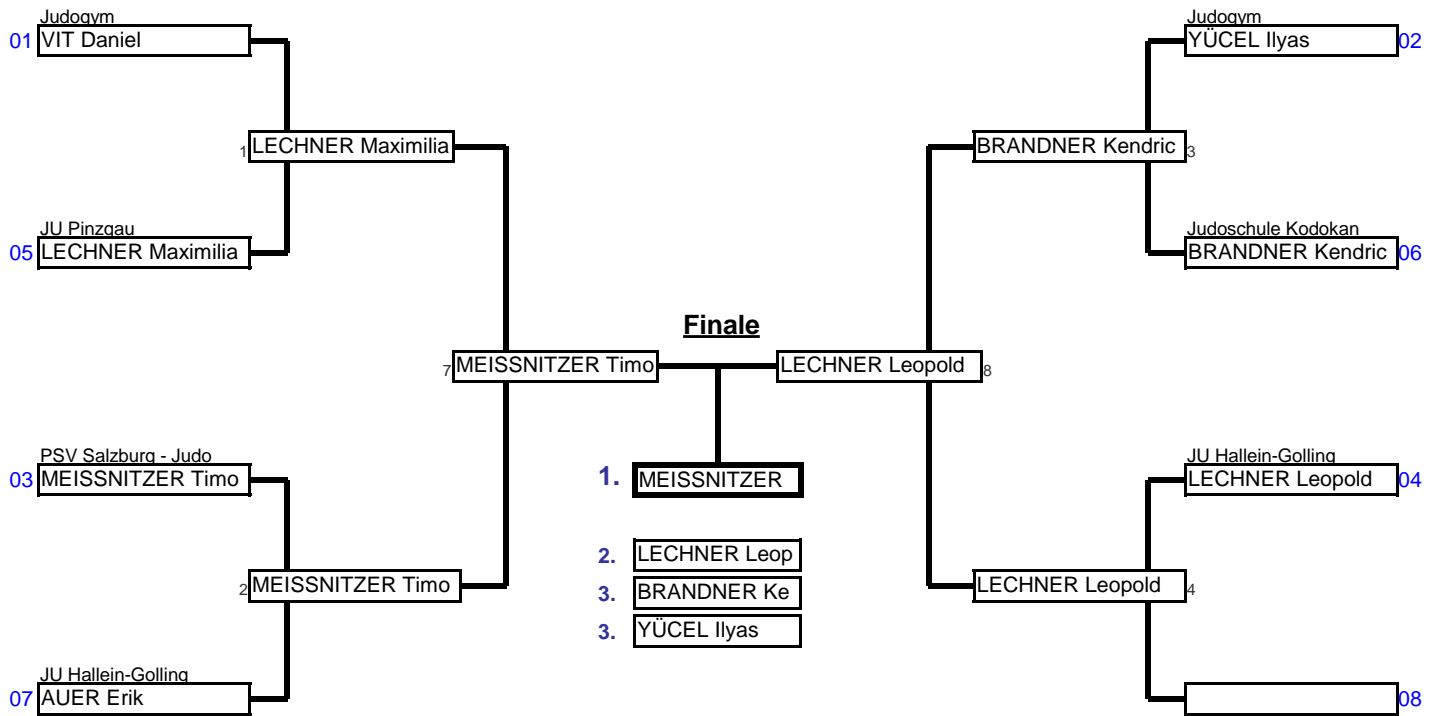 Judogym
01 VIT Daniel
Judogym
YÜCEL Ilyas 02
1 LECHNER Maximilia
BRANDNER Kendric 3
JU Pinzgau
05 LECHNER Maximilia
Judoschule Kodokan
BRANDNER Kendric 06
Finale
7 MEISSNITZER Timo
LECHNER Leopold 8
PSV Salzburg - Judo
03 MEISSNITZER Timo
1. MEISSNITZER
JU Hallein-Golling
LECHNER Leopold 04
2. LECHNER Leop
3. BRANDNER Ke
3. YÜCEL Ilyas
2 MEISSNITZER Timo
LECHNER Leopold 4
JU Hallein-Golling
07 AUER Erik
08